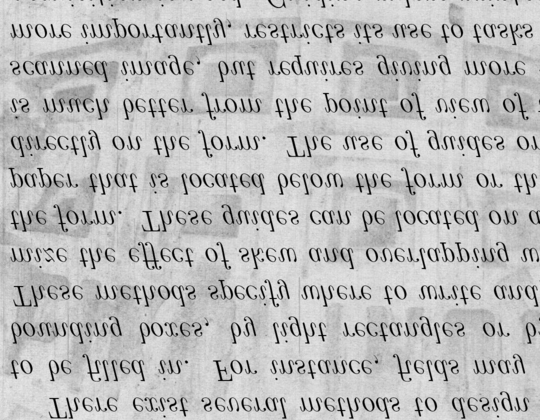 There exist several methods to design
to be filled in. For instance, fields may
bounding boxes, by light rectangles or by
These methods specify where to write and
mize the effect of skew and overlapping
the form. These guides can be located on
paper that is located below the form or
directly on the form. The use of guides on
is much better from the point of view of
scanned image, but requires giving more
more importantly, restricts its use to tasks